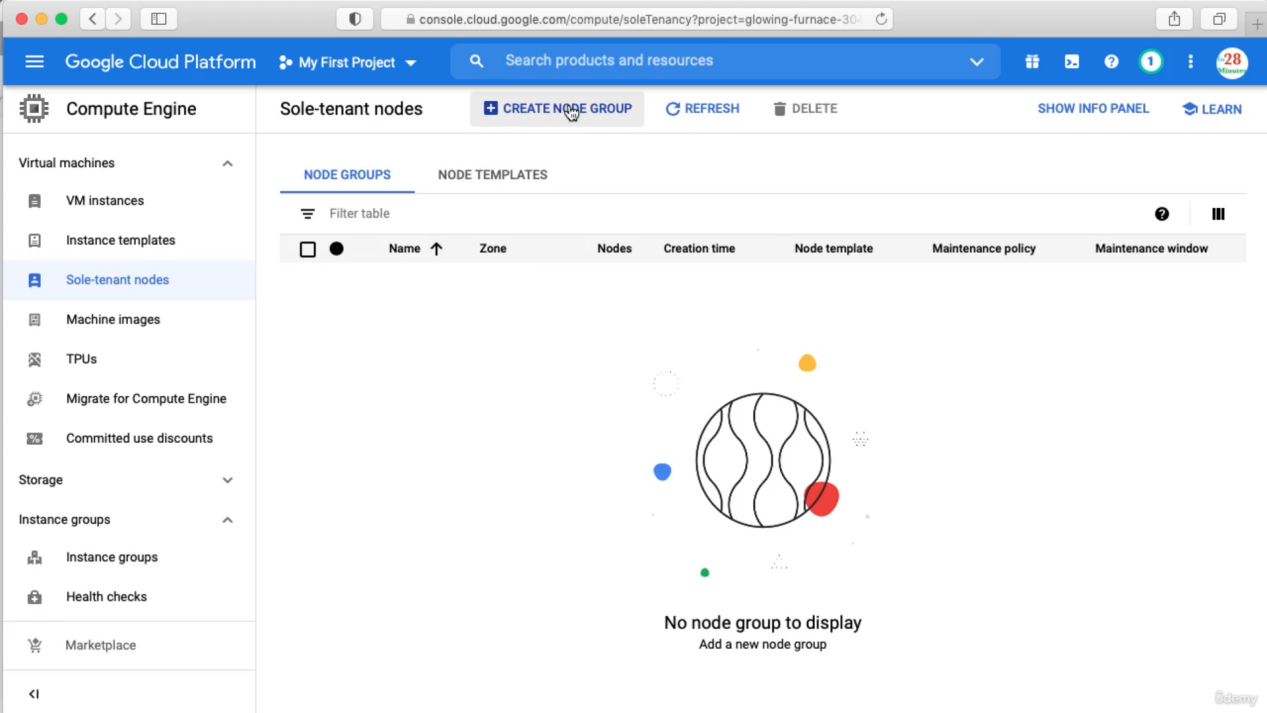 console.cloud.google.com/compute/soleTenancy?project=glowing-furnace-304
Google Cloud Platform
My First Project
Search products and resources
1
28
Minutes
Compute Engine
Sole-tenant nodes
CREATE NODE GROUP
REFRESH
DELETE
SHOW INFO PANEL
LEARN
Virtual machines
VM instances
Instance templates
Sole-tenant nodes
Machine images
TPUs
Migrate for Compute Engine
Committed use discounts
Storage
Instance groups
Instance groups
Health checks
Marketplace
NODE GROUPS
NODE TEMPLATES
Filter table
Name
Zone
Nodes
Creation time
Node template
Maintenance policy
Maintenance window
No node group to display
Add a new node group
ûdemy